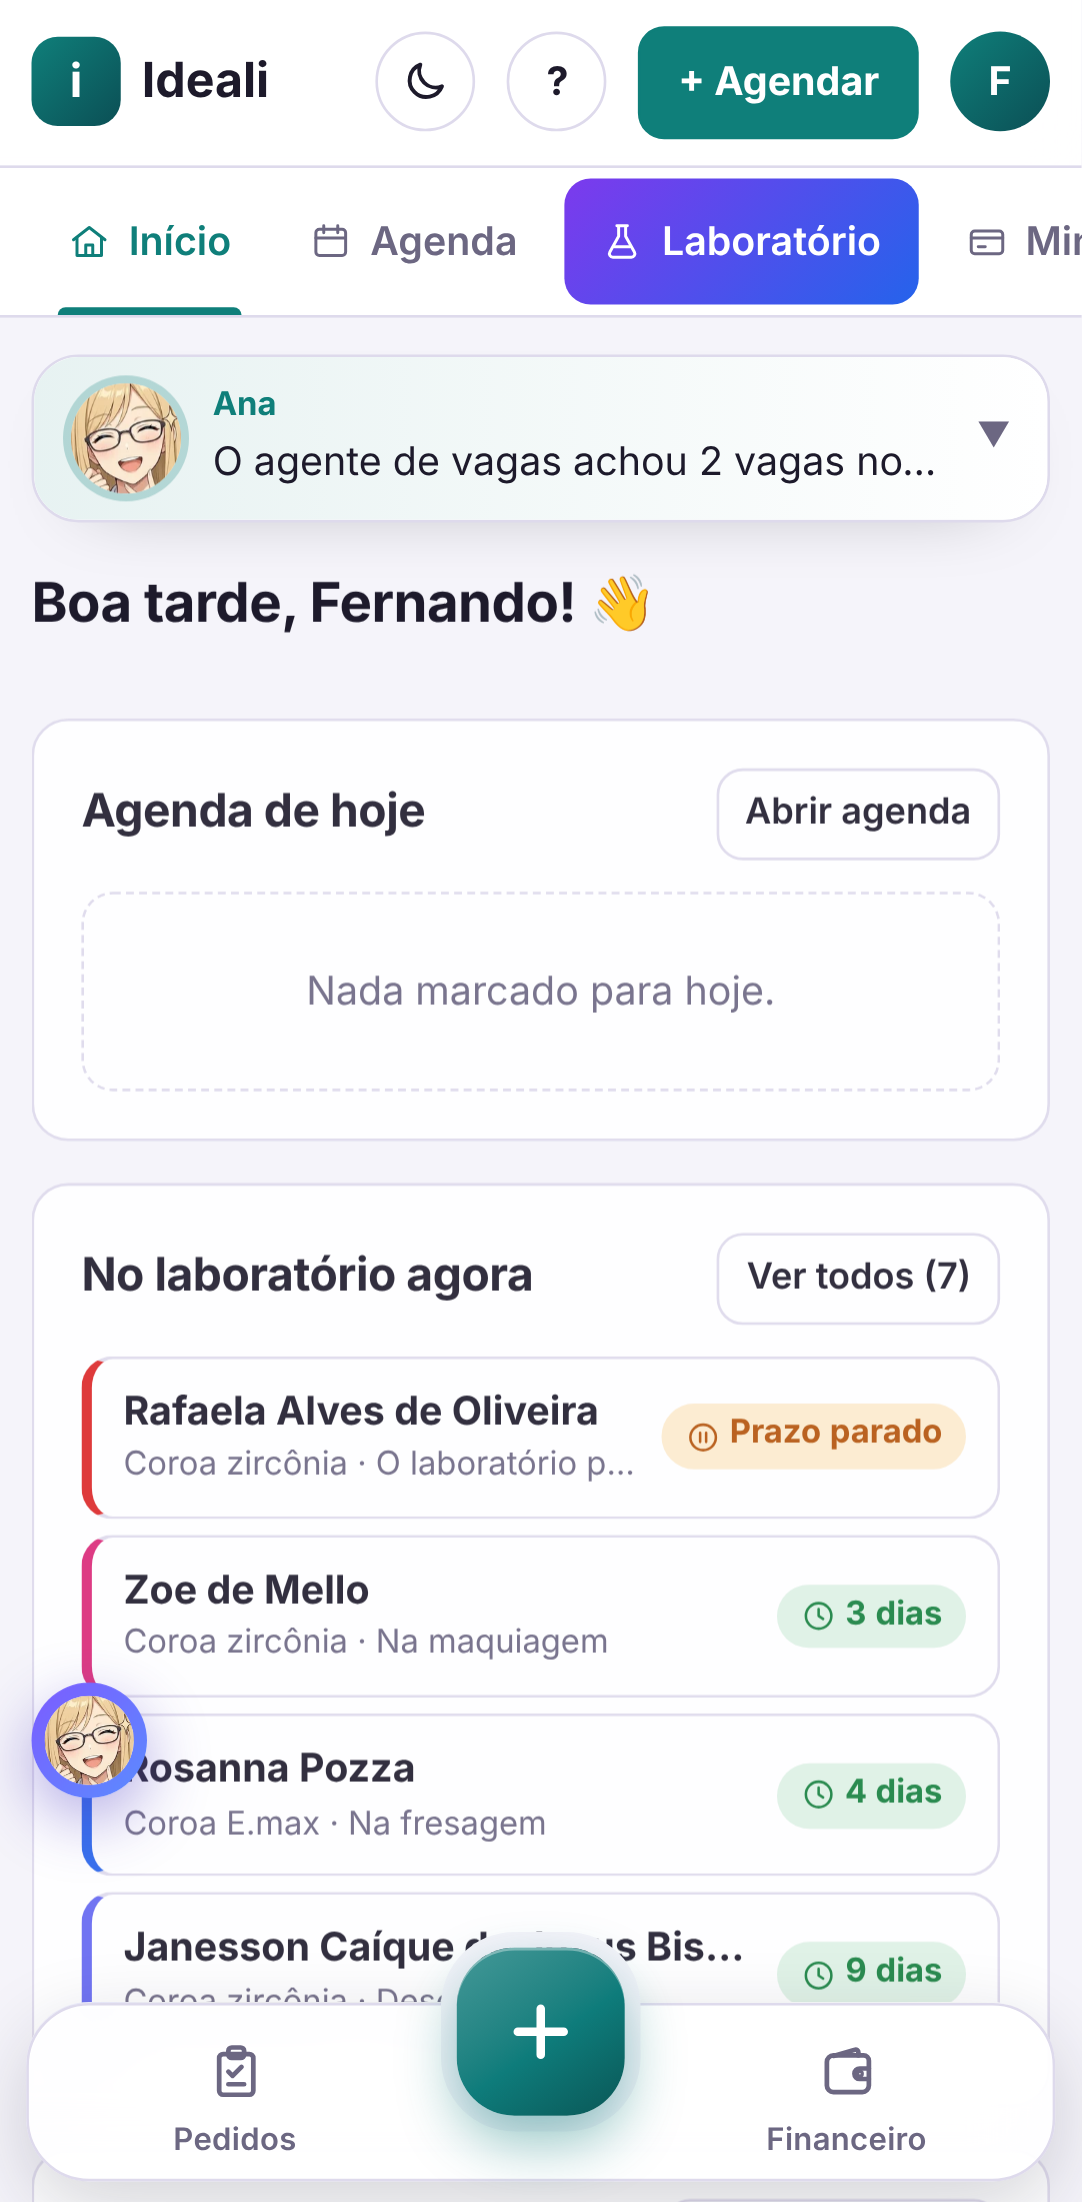 i Ideali ? + Agendar F
Início Agenda Laboratório
Ana
O agente de vagas achou 2 vagas no...
Boa tarde, Fernando! 👋
Agenda de hoje Abrir agenda
Nada marcado para hoje.
No laboratório agora Ver todos (7)
Rafaela Alves de Oliveira
Coroa zircônia · O laboratório p... Prazo parado
Zoe de Mello
Coroa zircônia · Na maquiagem 3 dias
Rosanna Pozza
Coroa E.max · Na fresagem 4 dias
Janesson Caíque Bis... 9 dias
Coroa zircônia ·
Pedidos + Financeiro